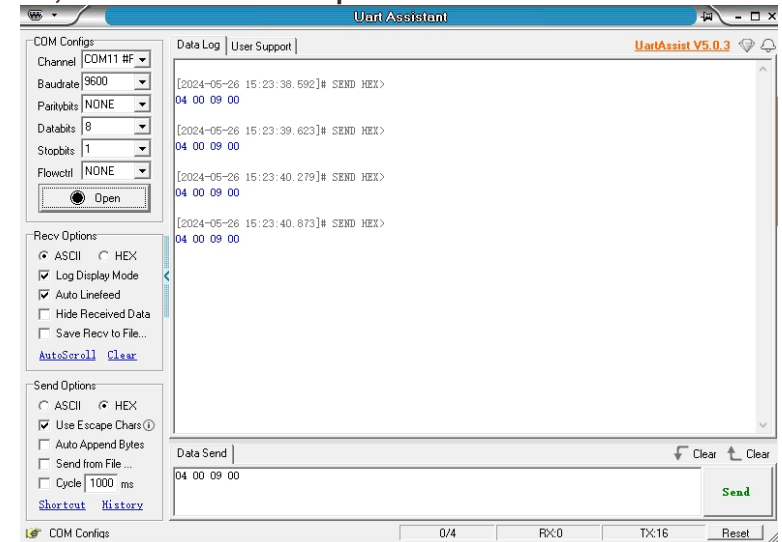 Uart Assistant
COM Configs
Channel COM11 #F
Baudrate 9600
Paritybits NONE
Databits 8
Stopbits 1
Flowctrl NONE
Open
Recv Options
ASCII HEX
Log Display Mode
Auto Linefeed
Hide Received Data
Save Recv to File...
AutoScroll Clear
Send Options
ASCII HEX
Use Escape Chars
Auto Append Bytes
Send from File ...
Cycle 1000 ms
Shortcut History
Data Log User Support UartAssist V5.0.3
[2024-05-26 15:23:38.592]# SEND HEX>
04 00 09 00
[2024-05-26 15:23:39.623]# SEND HEX>
04 00 09 00
[2024-05-26 15:23:40.279]# SEND HEX>
04 00 09 00
[2024-05-26 15:23:40.873]# SEND HEX>
04 00 09 00
Data Send Clear Clear
04 00 09 00
Send
COM Configs 0/4 RX:0 TX:16 Reset